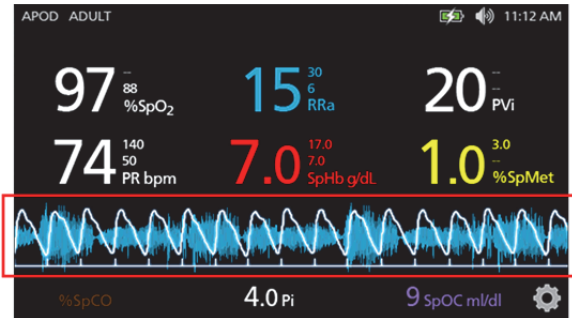 APOD ADULT 11:12 AM
97 -- 88 %SpO₂
15 30 6 RRa
20 -- -- PVi
74 140 50 PR bpm
7.0 17.0 7.0 SpHb g/dL
1.0 3.0 -- %SpMet
%SpCO 4.0 Pi 9 SpOC ml/dl